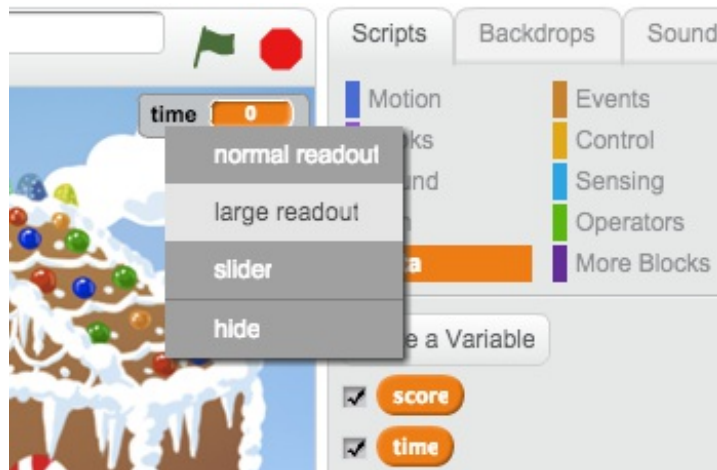 Scripts Backdrops Sound
time 0
Motion Events
Control
Sensing
Operators
More Blocks
normal readout
large readout
slider
hide
a Variable
score
time